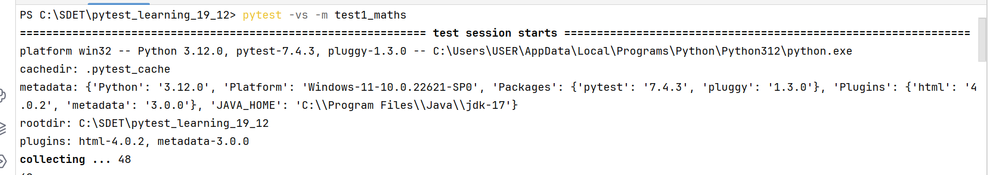 PS C:\SDET\pytest_learning_19_12> pytest -vs -m test1_maths
============================================================== test session starts ==============================================================
platform win32 -- Python 3.12.0, pytest-7.4.3, pluggy-1.3.0 -- C:\Users\USER\AppData\Local\Programs\Python\Python312\python.exe
cachedir: .pytest_cache
metadata: {'Python': '3.12.0', 'Platform': 'Windows-11-10.0.22621-SP0', 'Packages': {'pytest': '7.4.3', 'pluggy': '1.3.0'}, 'Plugins': {'html': '4
.0.2', 'metadata': '3.0.0'}, 'JAVA_HOME': 'C:\\Program Files\\Java\\jdk-17'}
rootdir: C:\SDET\pytest_learning_19_12
plugins: html-4.0.2, metadata-3.0.0
collecting ... 48